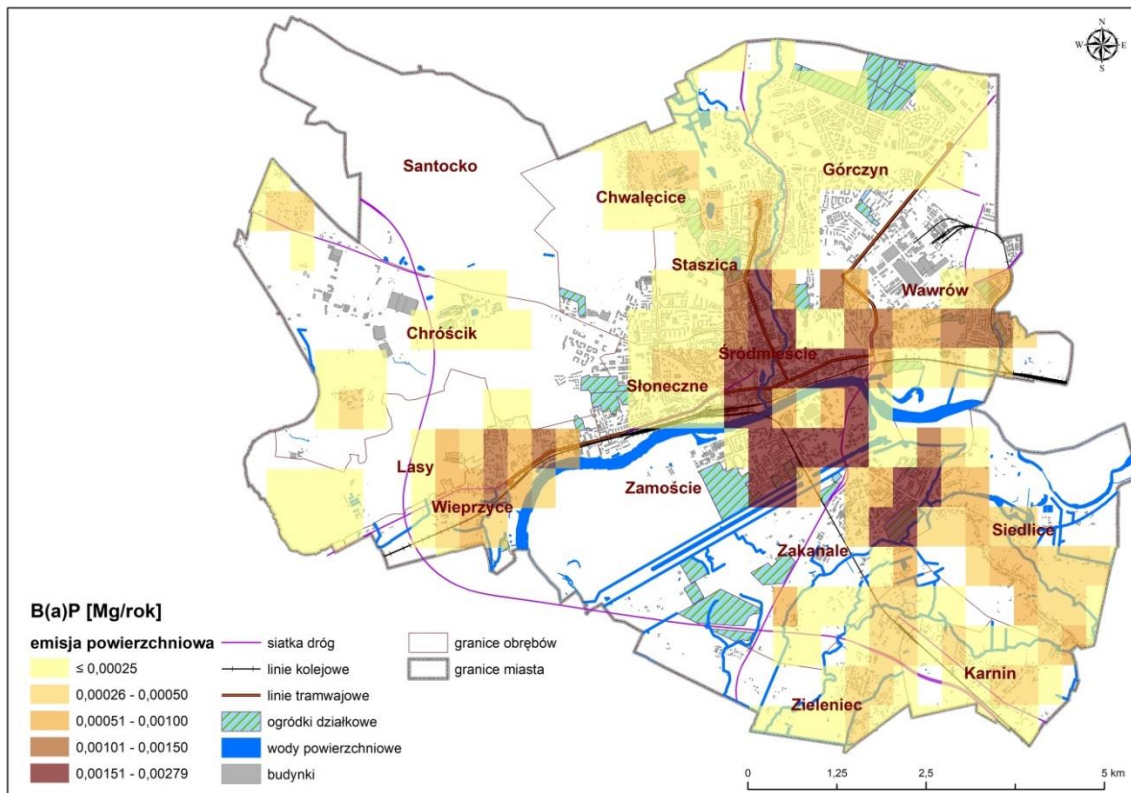 N
W E
S
Santocko
Górczyn
Chwalęcice
Staszica
Wawrów
Chróścik
Śródmieście
Słoneczne
Lasy
Zamoście
Wieprzyce
Siedlice
Zakanale
Karnin
Zieleniec
B(a)P [Mg/rok]
emisja powierzchniowa
≤ 0,00025
0,00026 - 0,00050
0,00051 - 0,00100
0,00101 - 0,00150
0,00151 - 0,00279
siatka dróg
linie kolejowe
linie tramwajowe
ogródki działkowe
wody powierzchniowe
budynki
granice obrębów
granice miasta
0 1,25 2,5 5 km